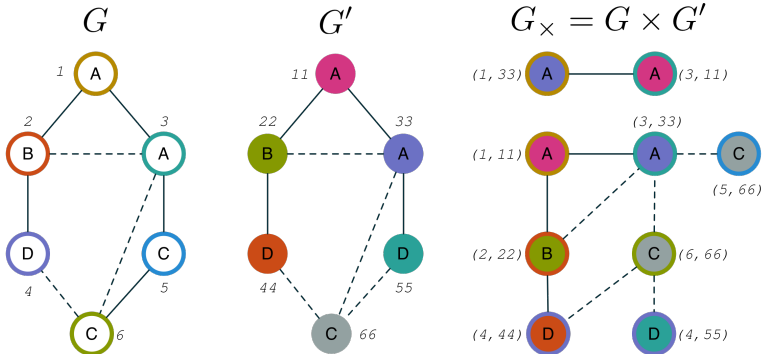 G
G′
G× = G × G′
1
A
11
A
(1,33)
A
A
(3,11)
2
3
22
33
(3,33)
B
A
B
A
(1,11)
A
A
C
(5,66)
D
C
D
D
(2,22)
B
C
(6,66)
4
5
44
55
C
6
C
66
(4,44)
D
D
(4,55)